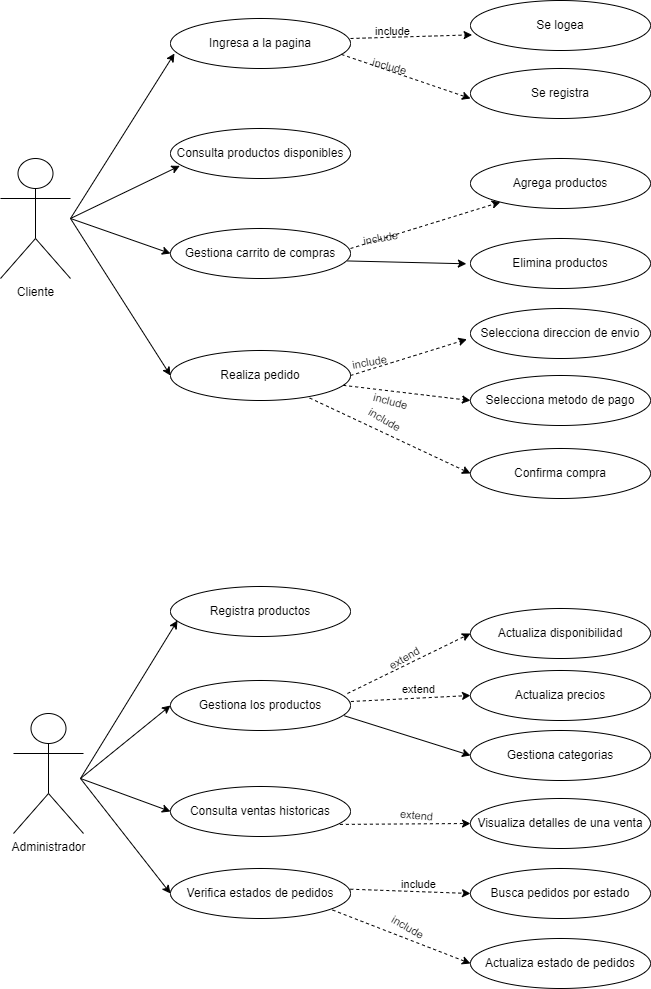 Ingresa a la pagina
include
Se logea
include
Se registra
Consulta productos disponibles
Agrega productos
include
Gestiona carrito de compras
Elimina productos
Cliente
Selecciona direccion de envio
include
Realiza pedido
include
Selecciona metodo de pago
include
Confirma compra
Registra productos
Actualiza disponibilidad
extend
Gestiona los productos
extend
Actualiza precios
Gestiona categorias
Administrador
Consulta ventas historicas
extend
Visualiza detalles de una venta
Verifica estados de pedidos
include
Busca pedidos por estado
include
Actualiza estado de pedidos